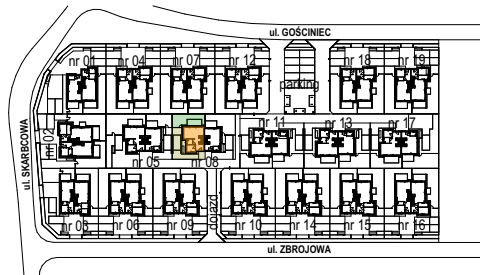 ul. GOŚCINIEC
nr 01
nr 04
nr 07
nr 12
nr 18
nr 19
parking
ul. SKARBCOWA
nr 02
nr 05
nr 08
nr 11
nr 13
nr 17
nr 03
nr 06
nr 09
dojazd
nr 10
nr 14
nr 15
nr 16
ul. ZBROJOWA